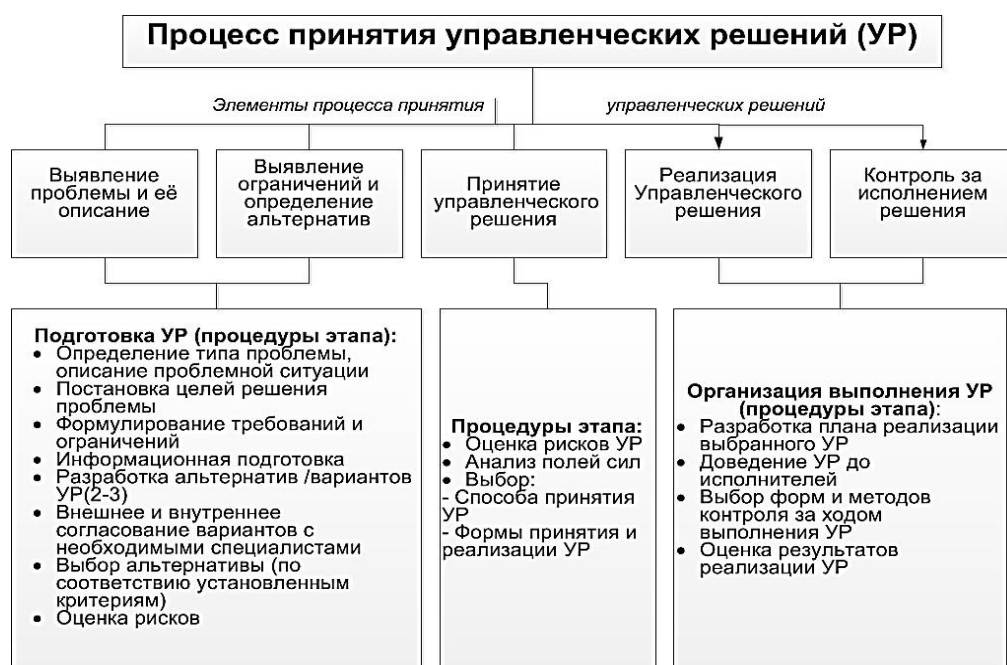 Процесс принятия управленческих решений (УР)
Элементы процесса принятия управленческих решений
Выявление
проблемы и её
описание
Выявление
ограничений и
определение
альтернатив
Принятие
управленческого
решения
Реализация
Управленческого
решения
Контроль за
исполнением
решения
Подготовка УР (процедуры этапа):
• Определение типа проблемы,
описание проблемной ситуации
• Постановка целей решения
проблемы
• Формулирование требований и
ограничений
• Информационная подготовка
• Разработка альтернатив /вариантов
УР(2-3)
• Внешнее и внутреннее
согласование вариантов с
необходимыми специалистами
• Выбор альтернативы (по
соответствию установленным
критериям)
• Оценка рисков
Процедуры этапа:
• Оценка рисков УР
• Анализ полей сил
• Выбор:
- Способа принятия
УР
- Формы принятия и
реализации УР
Организация выполнения УР
(процедуры этапа):
• Разработка плана реализации
выбранного УР
• Доведение УР до
исполнителей
• Выбор форм и методов
контроля за ходом
выполнения УР
• Оценка результатов
реализации УР